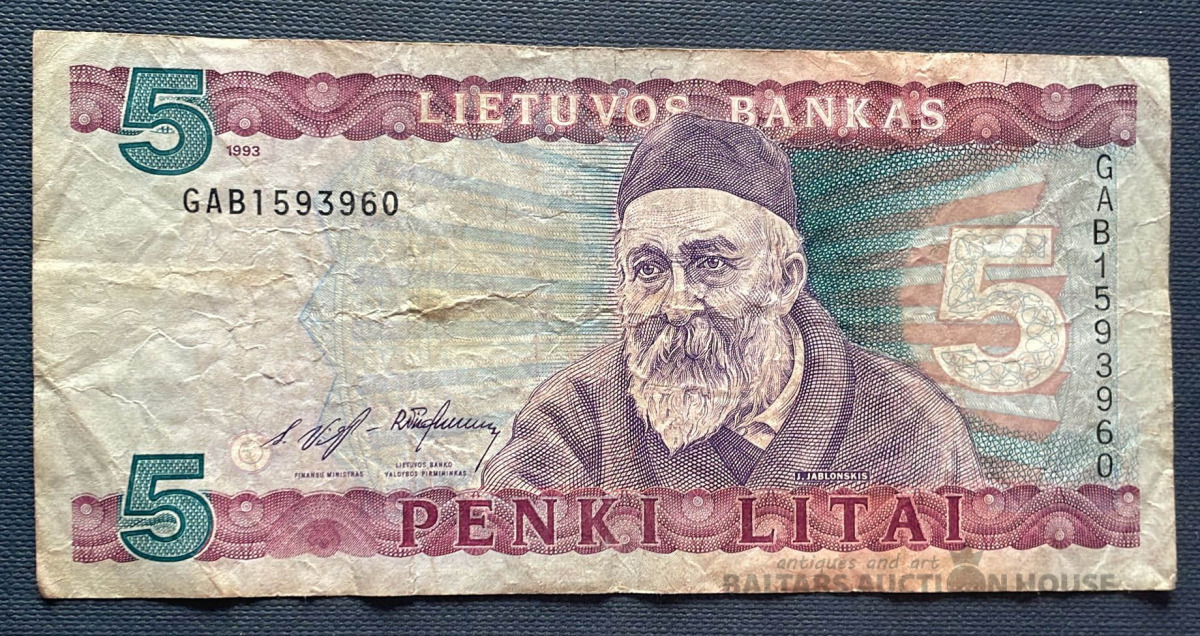 5
LIETUVOS BANKAS
1993
GAB1593960
GAB1593960
5
FINANSŲ MINISTRAS
LIETUVOS BANKO
VALDYBOS PIRMININKAS
J. JABLONSKIS
5
PENKI LITAI
antiques and art
BALTARS AUCTION HOUSE